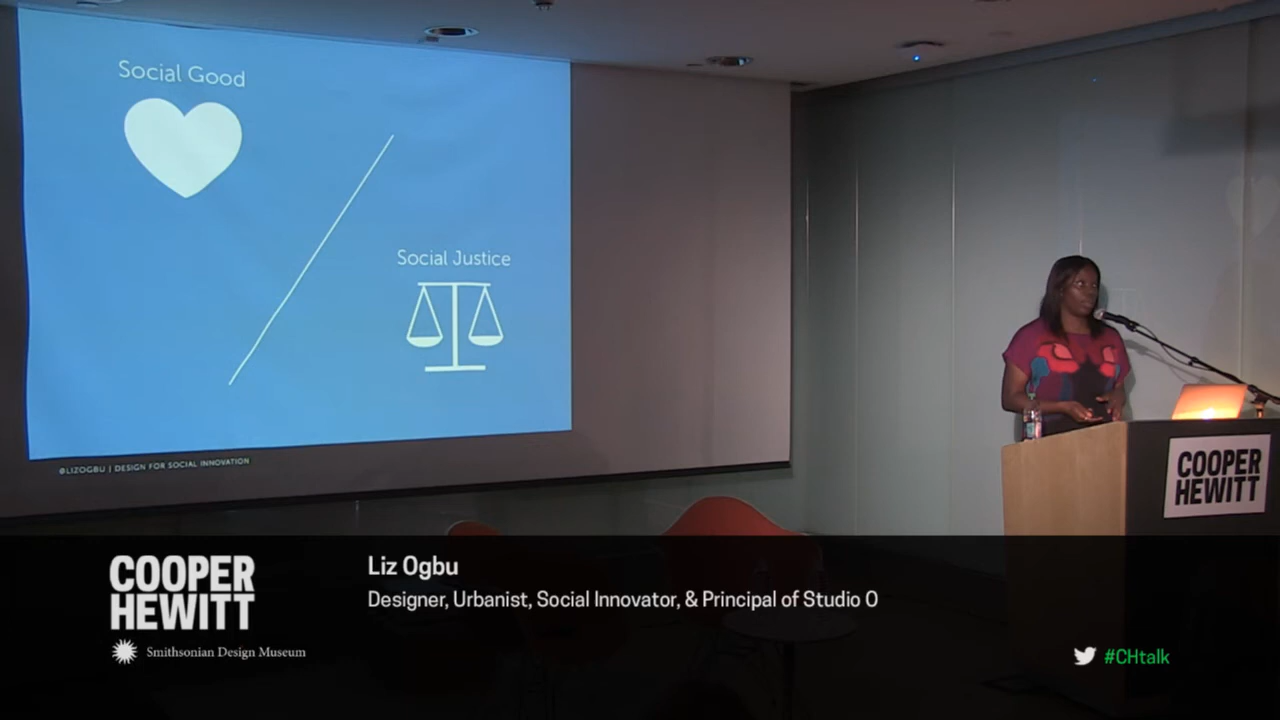 Social Good
Social Justice
@LIZOGBU | DESIGN FOR SOCIAL INNOVATION
COOPER
HEWITT
COOPER
HEWITT
Smithsonian Design Museum
Liz Ogbu
Designer, Urbanist, Social Innovator, & Principal of Studio O
#CHtalk